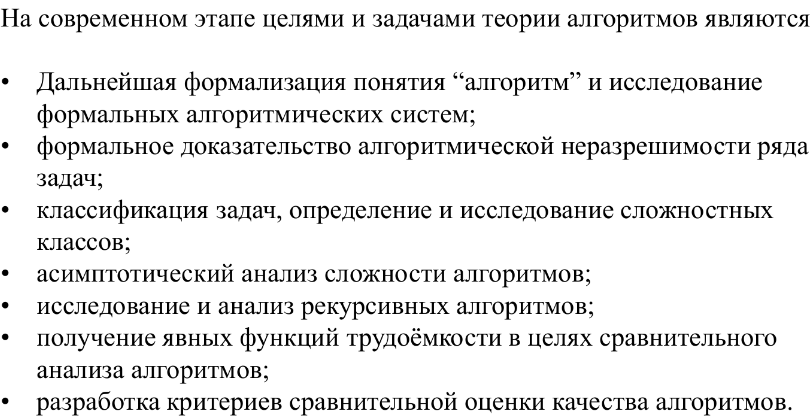 На современном этапе целями и задачами теории алгоритмов являются
• Дальнейшая формализация понятия “алгоритм” и исследование
формальных алгоритмических систем;
• формальное доказательство алгоритмической неразрешимости ряда
задач;
• классификация задач, определение и исследование сложностных
классов;
• асимптотический анализ сложности алгоритмов;
• исследование и анализ рекурсивных алгоритмов;
• получение явных функций трудоёмкости в целях сравнительного
анализа алгоритмов;
• разработка критериев сравнительной оценки качества алгоритмов.